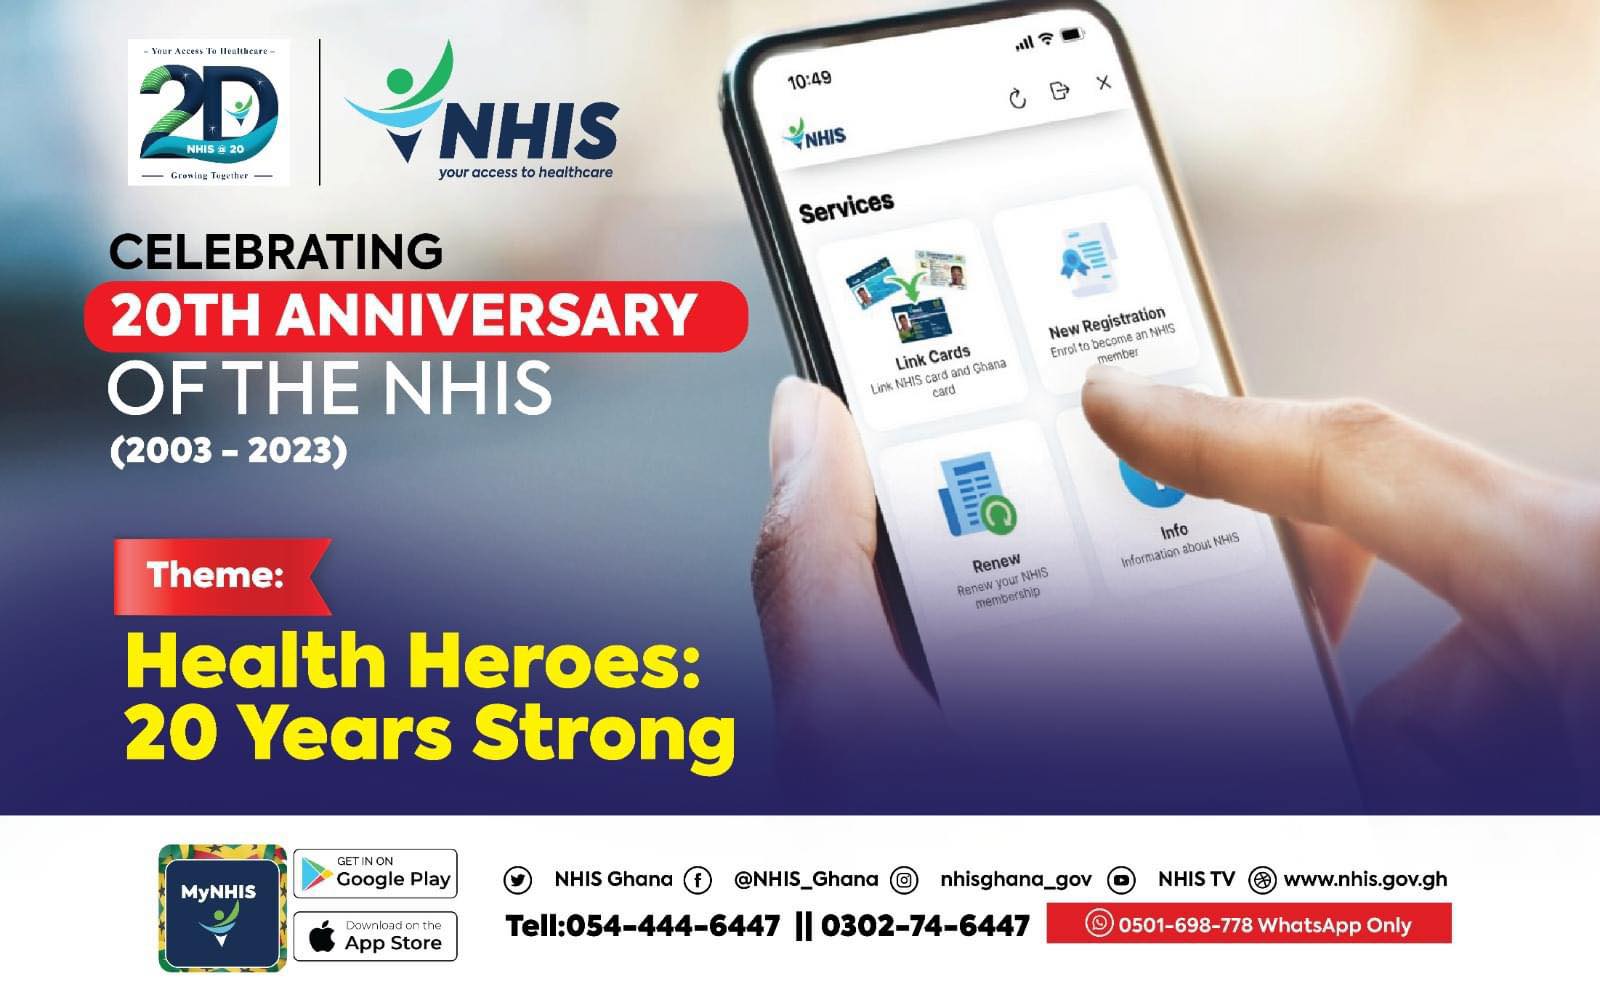 - Your Access To Healthcare -
20
NHIS @ 20
Growing Together
NHIS
your access to healthcare
CELEBRATING
20TH ANNIVERSARY
OF THE NHIS
(2003 - 2023)
Theme:
Health Heroes:
20 Years Strong
10:49
NHIS
Services
Link Cards
Link NHIS card and Ghana
card
New Registration
Enrol to become an NHIS
member
Renew
Renew your NHIS
membership
Info
Information about NHIS
MyNHIS
GET IN ON
Google Play
Download on the
App Store
NHIS Ghana @NHIS_Ghana nhisghana_gov NHIS TV www.nhis.gov.gh
Tell:054-444-6447 || 0302-74-6447 0501-698-778 WhatsApp Only